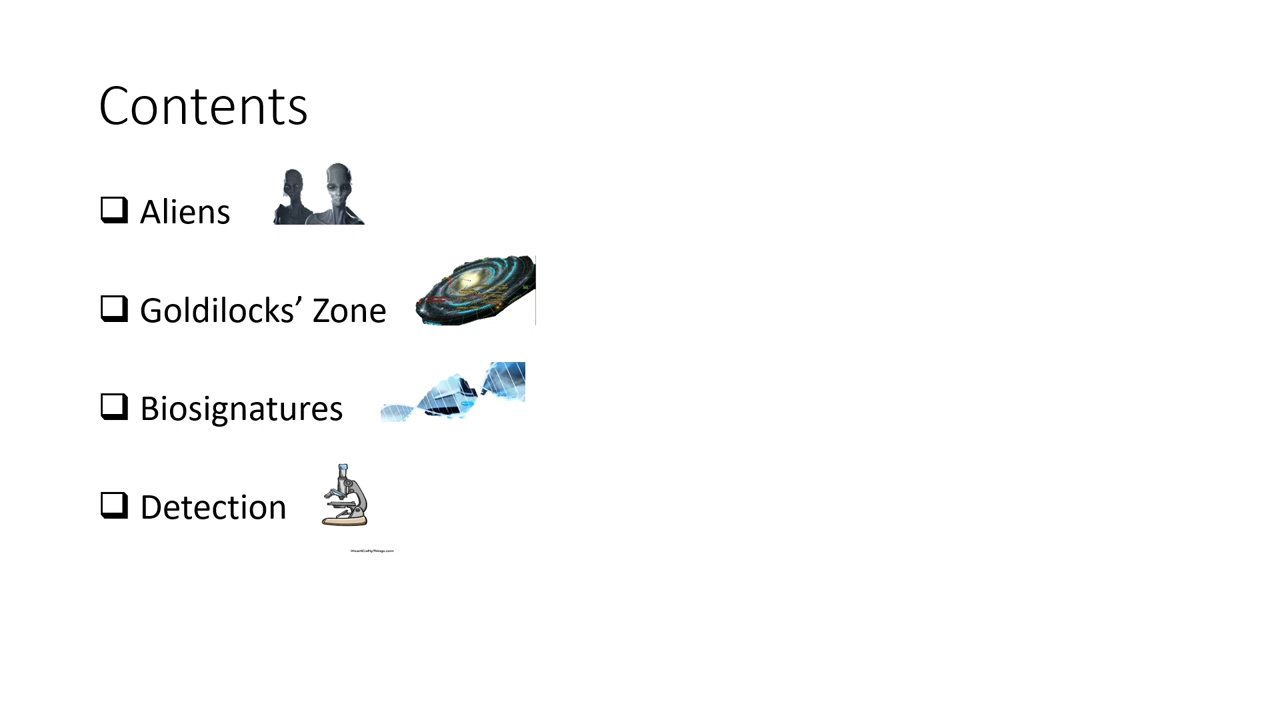 Contents
❑ Aliens
❑ Goldilocks’ Zone
❑ Biosignatures
❑ Detection